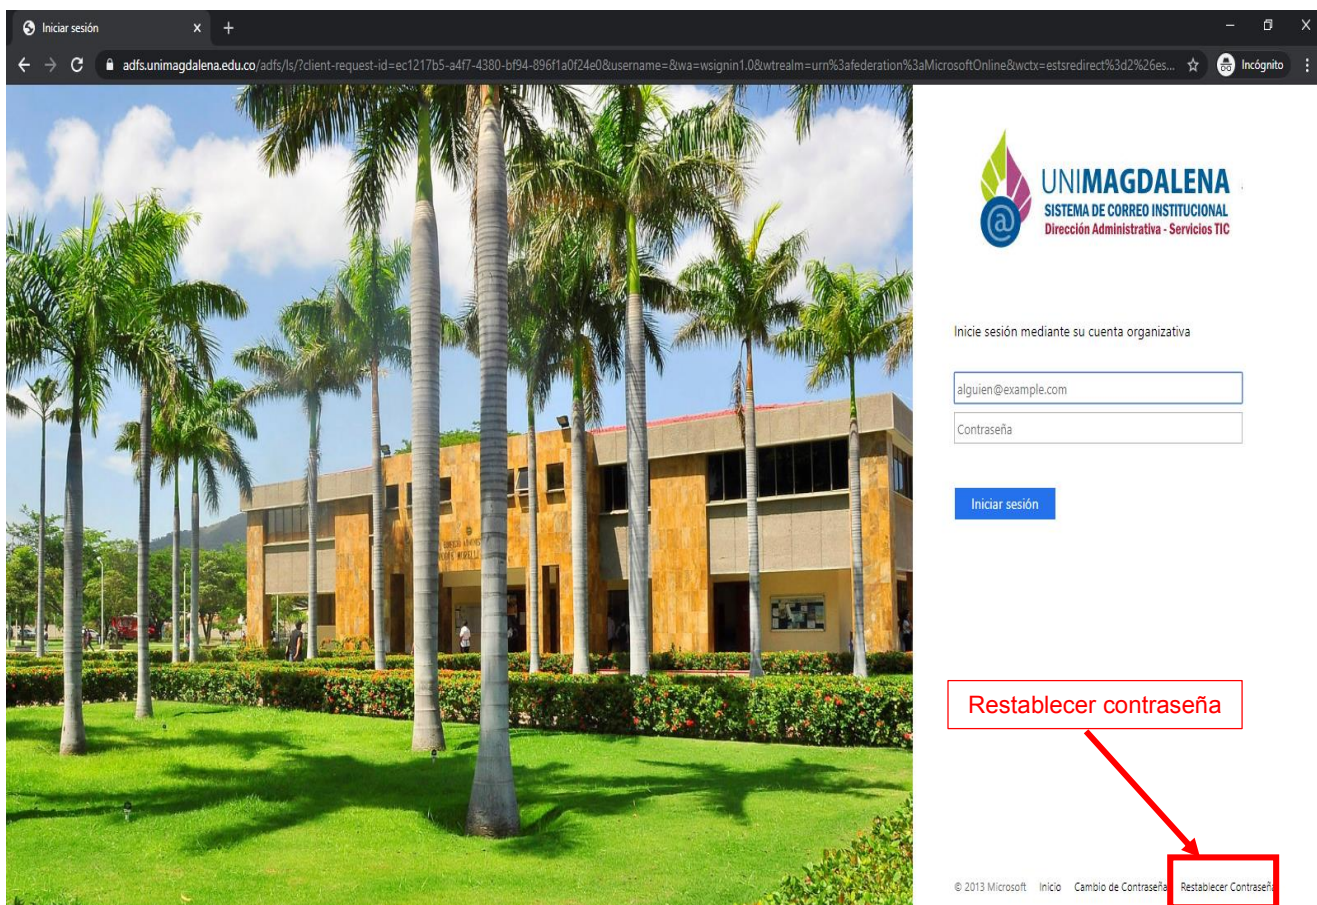 Iniciar sesión
adfs.unimagdalena.edu.co/adfs/ls/?client-request-id=ec1217b5-a4f7-4380-bf94-896f1a0f24e0&username=&wa=wsignin1.0&wtrealm=urn%3afederation%3aMicrosoftOnline&wctx=estsredirect%3d2%26es...
Incógnito
UNIMAGDALENA
SISTEMA DE CORREO INSTITUCIONAL
Dirección Administrativa - Servicios TIC
Inicie sesión mediante su cuenta organizativa
alguien@example.com
Contraseña
Iniciar sesión
Restablecer contraseña
© 2013 Microsoft Inicio Cambio de Contraseña Restablecer Contraseña